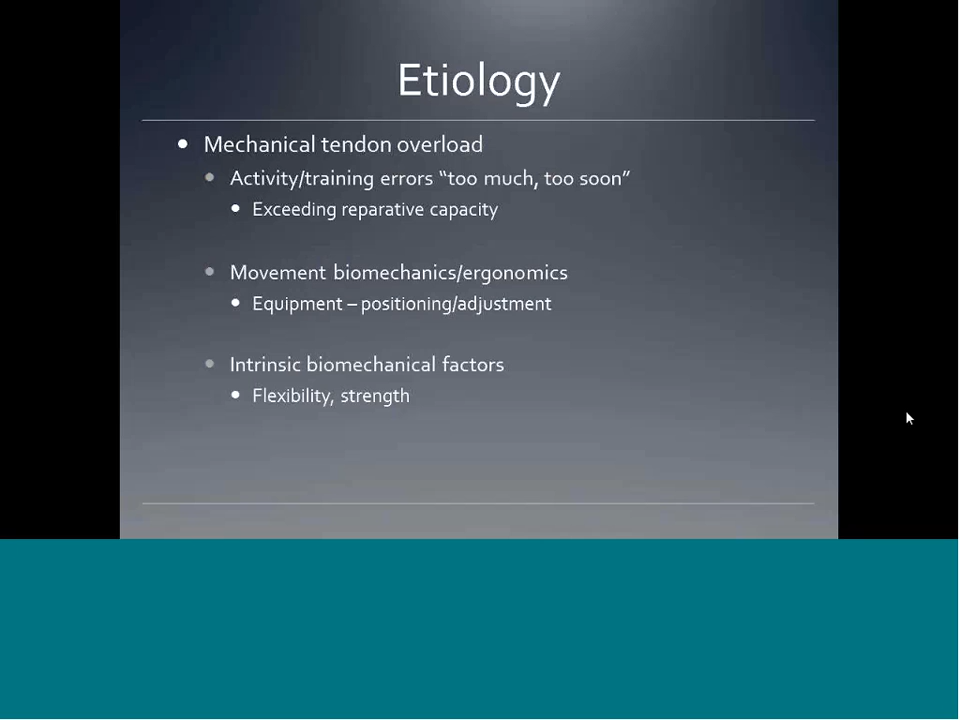 Etiology
Mechanical tendon overload
Activity/training errors “too much, too soon”
Exceeding reparative capacity
Movement biomechanics/ergonomics
Equipment – positioning/adjustment
Intrinsic biomechanical factors
Flexibility, strength